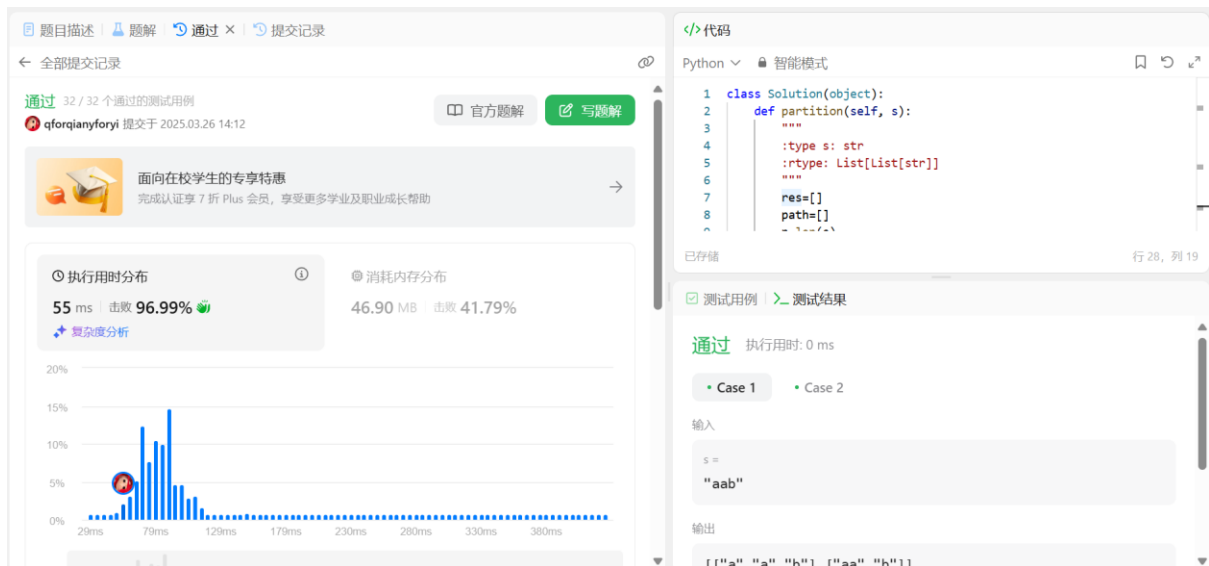 题目描述 题解 通过 提交记录
全部提交记录
通过 32 / 32 个通过的测试用例
qforqianyforyi 提交于 2025.03.26 14:12
官方题解 写题解
面向在校学生的专享特惠
完成认证享 7 折 Plus 会员，享受更多学业及职业成长帮助
执行用时分布
55 ms 击败 96.99%
复杂度分析
消耗内存分布
46.90 MB 击败 41.79%
20%
15%
10%
5%
0%
29ms 79ms 129ms 179ms 230ms 280ms 330ms 380ms
</>代码
Python 智能模式
1 class Solution(object):
2 def partition(self, s):
3 """
4 :type s: str
5 :rtype: List[List[str]]
6 """
7 res=[]
8 path=[]
已存储 行 28，列 19
测试用例 测试结果
通过 执行用时: 0 ms
Case 1 Case 2
输入
s =
"aab"
输出
[["a","a","b"],["aa","b"]]